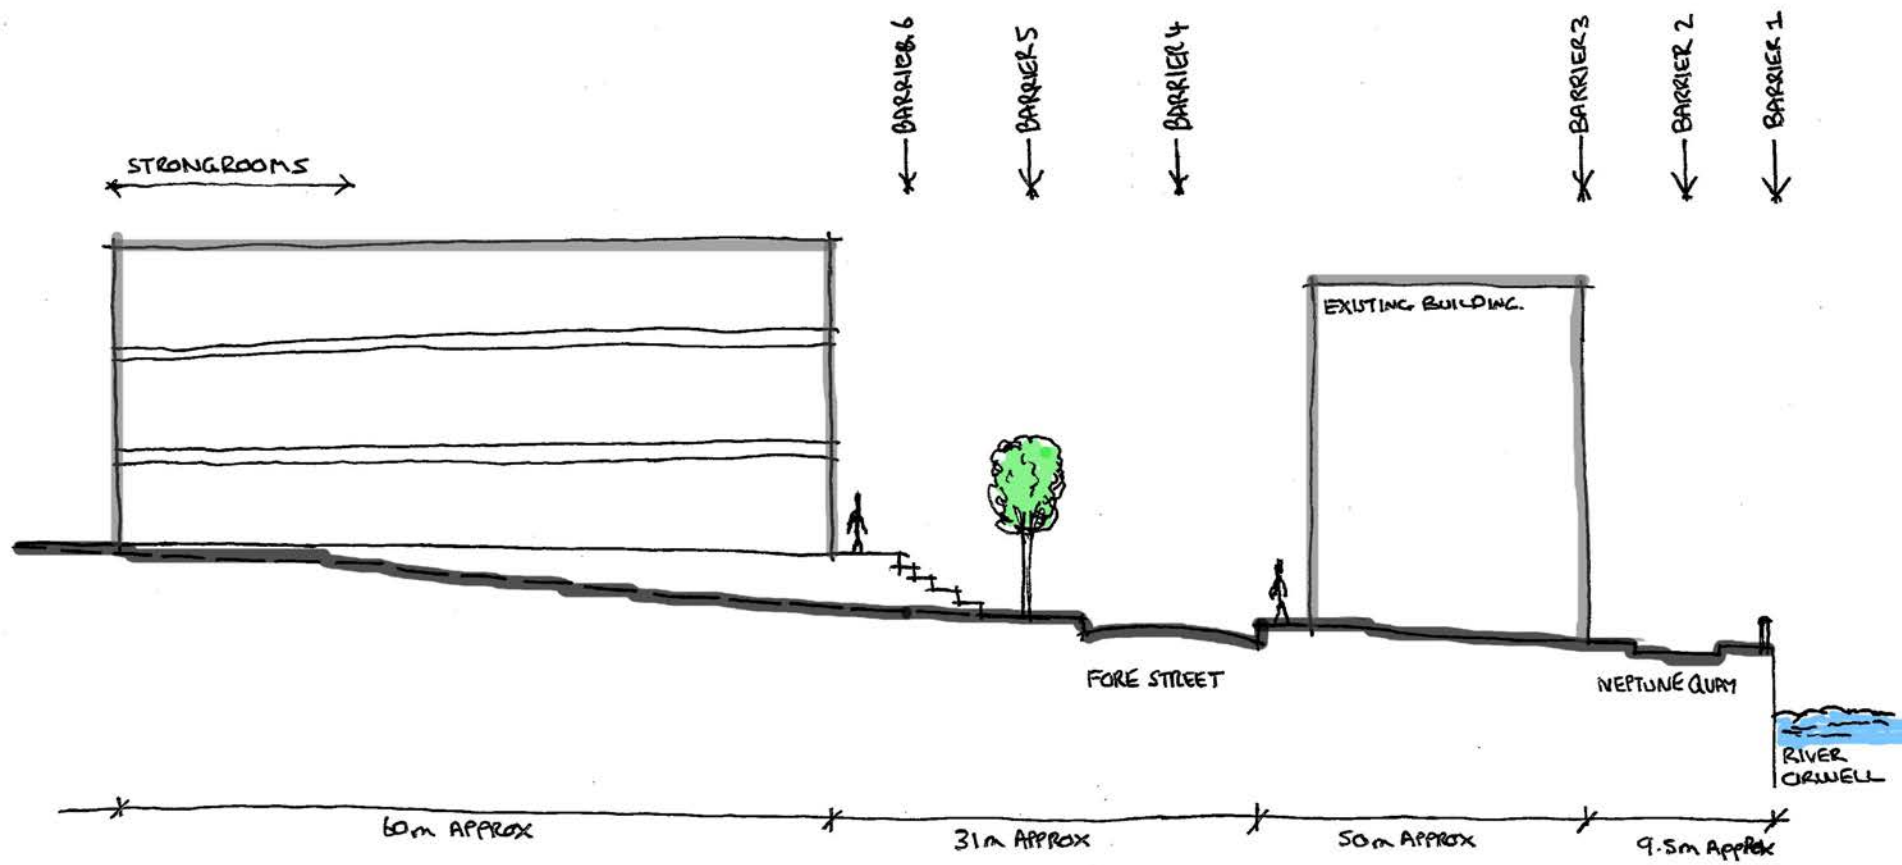 BARRIER 6
BARRIER 5
BARRIER 4
BARRIER 3
BARRIER 2
BARRIER 1
STRONGROOMS
EXISTING BUILDING.
FORE STREET
NEPTUNE QUAY
RIVER
ORWELL
60m APPROX
31m APPROX
50m APPROX
9.5m APPROX